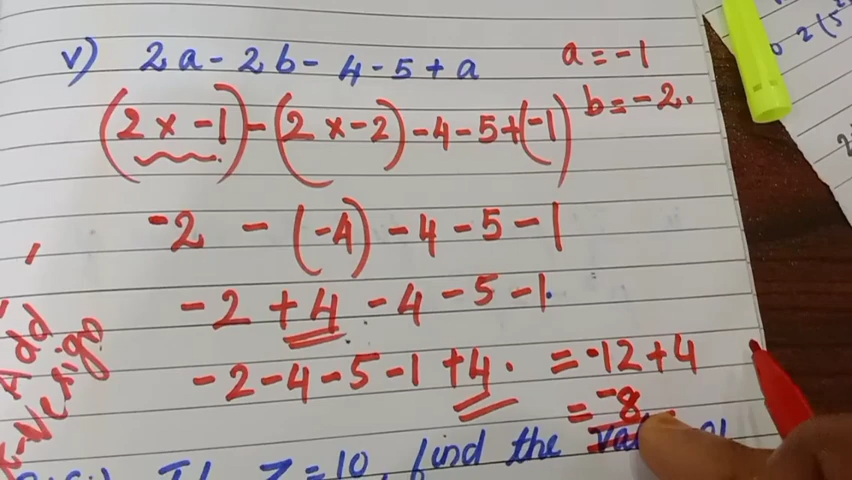 v) 2a - 2b - 4 - 5 + a a = -1
(2 x -1) - (2 x -2) - 4 - 5 + (-1) b = -2.
-2 - (-4) - 4 - 5 - 1
-2 + 4 - 4 - 5 - 1.
-2 - 4 - 5 - 1 + 4. = -12 + 4
= -8
Z = 10, find the
Add